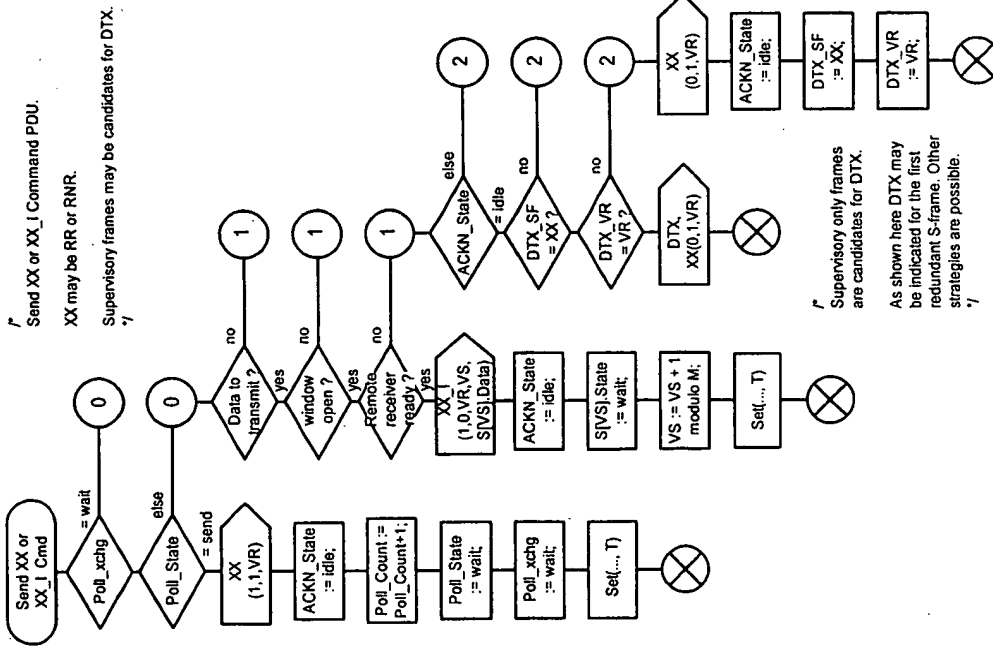 Send XX or
XX_I Cmd
Poll_xchg
= wait
0
Poll_State
else
0
= send
XX
(1,1,VR)
ACKN_State
:= idle;
Poll_Count :=
Poll_Count+1;
Poll_State
:= wait;
Poll_xchg
:= wait;
Set(..., T)
Data to
transmit ?
no
1
yes
window
open ?
no
1
yes
Remote
receiver
ready ?
no
1
yes
XX_I
(1,0,VR,VS,
S[VS].Data)
ACKN_State
:= idle;
S[VS].State
:= wait;
VS := VS + 1
modulo M;
Set(..., T)
ACKN_State
else
2
= idle
DTX_SF
= XX ?
no
2
DTX_VR
= VR ?
no
2
DTX,
XX(0,1,VR)
XX
(0,1,VR)
ACKN_State
:= idle;
DTX_SF
:= XX;
DTX_VR
:= VR;
/*
Send XX or XX_I Command PDU.
XX may be RR or RNR.
Supervisory frames may be candidates for DTX.
*/
/*
Supervisory only frames
are candidates for DTX.
As shown here DTX may
be indicated for the first
redundant S-frame. Other
strategies are possible.
*/